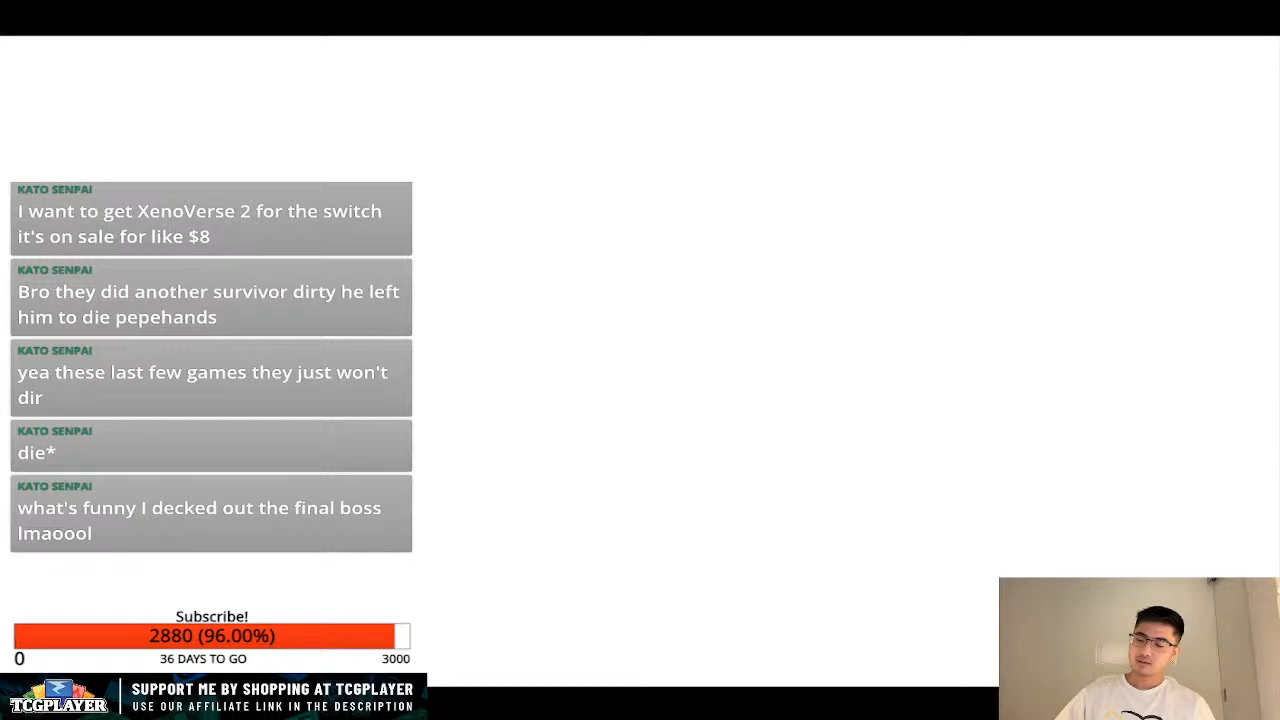 KATO SENPAI
I want to get XenoVerse 2 for the switch
it's on sale for like $8
KATO SENPAI
Bro they did another survivor dirty he left
him to die pepehands
KATO SENPAI
yea these last few games they just won't
dir
KATO SENPAI
die*
KATO SENPAI
what's funny I decked out the final boss
lmaoool
Subscribe!
2880 (96.00%)
0 36 DAYS TO GO 3000
TCGPLAYER
SUPPORT ME BY SHOPPING AT TCGPLAYER
USE OUR AFFILIATE LINK IN THE DESCRIPTION